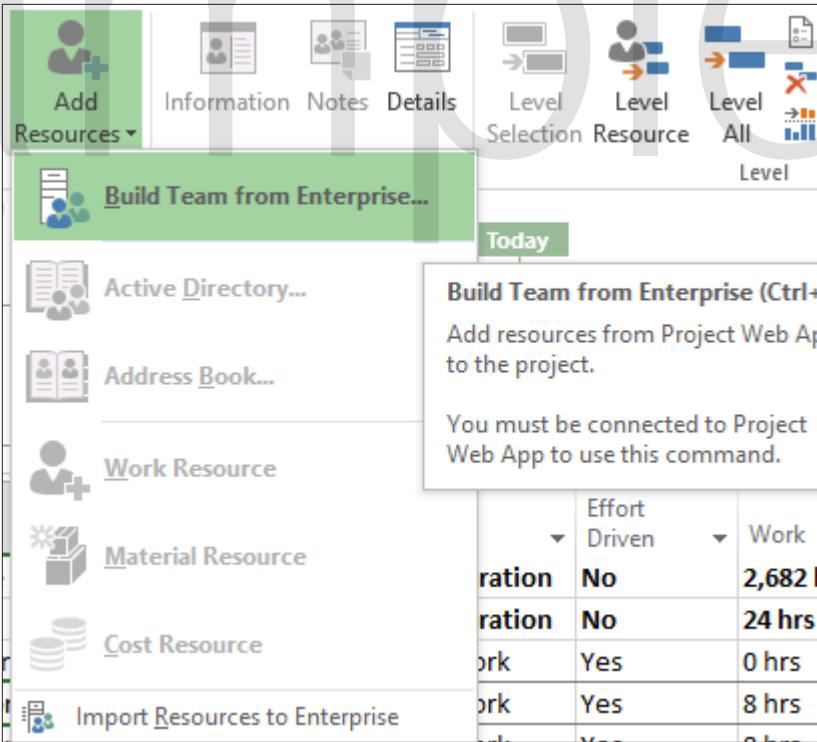 Add
Resources
Information
Notes
Details
Level
Selection
Level
Resource
Level
All
Level
Build Team from Enterprise...
Today
Active Directory...
Build Team from Enterprise (Ctrl+
Add resources from Project Web Ap
to the project.
Address Book...
You must be connected to Project
Web App to use this command.
Work Resource
Effort
Driven
Work
Material Resource
ration No 2,682
ration No 24 hrs
Cost Resource
ork Yes 0 hrs
ork Yes 8 hrs
Import Resources to Enterprise